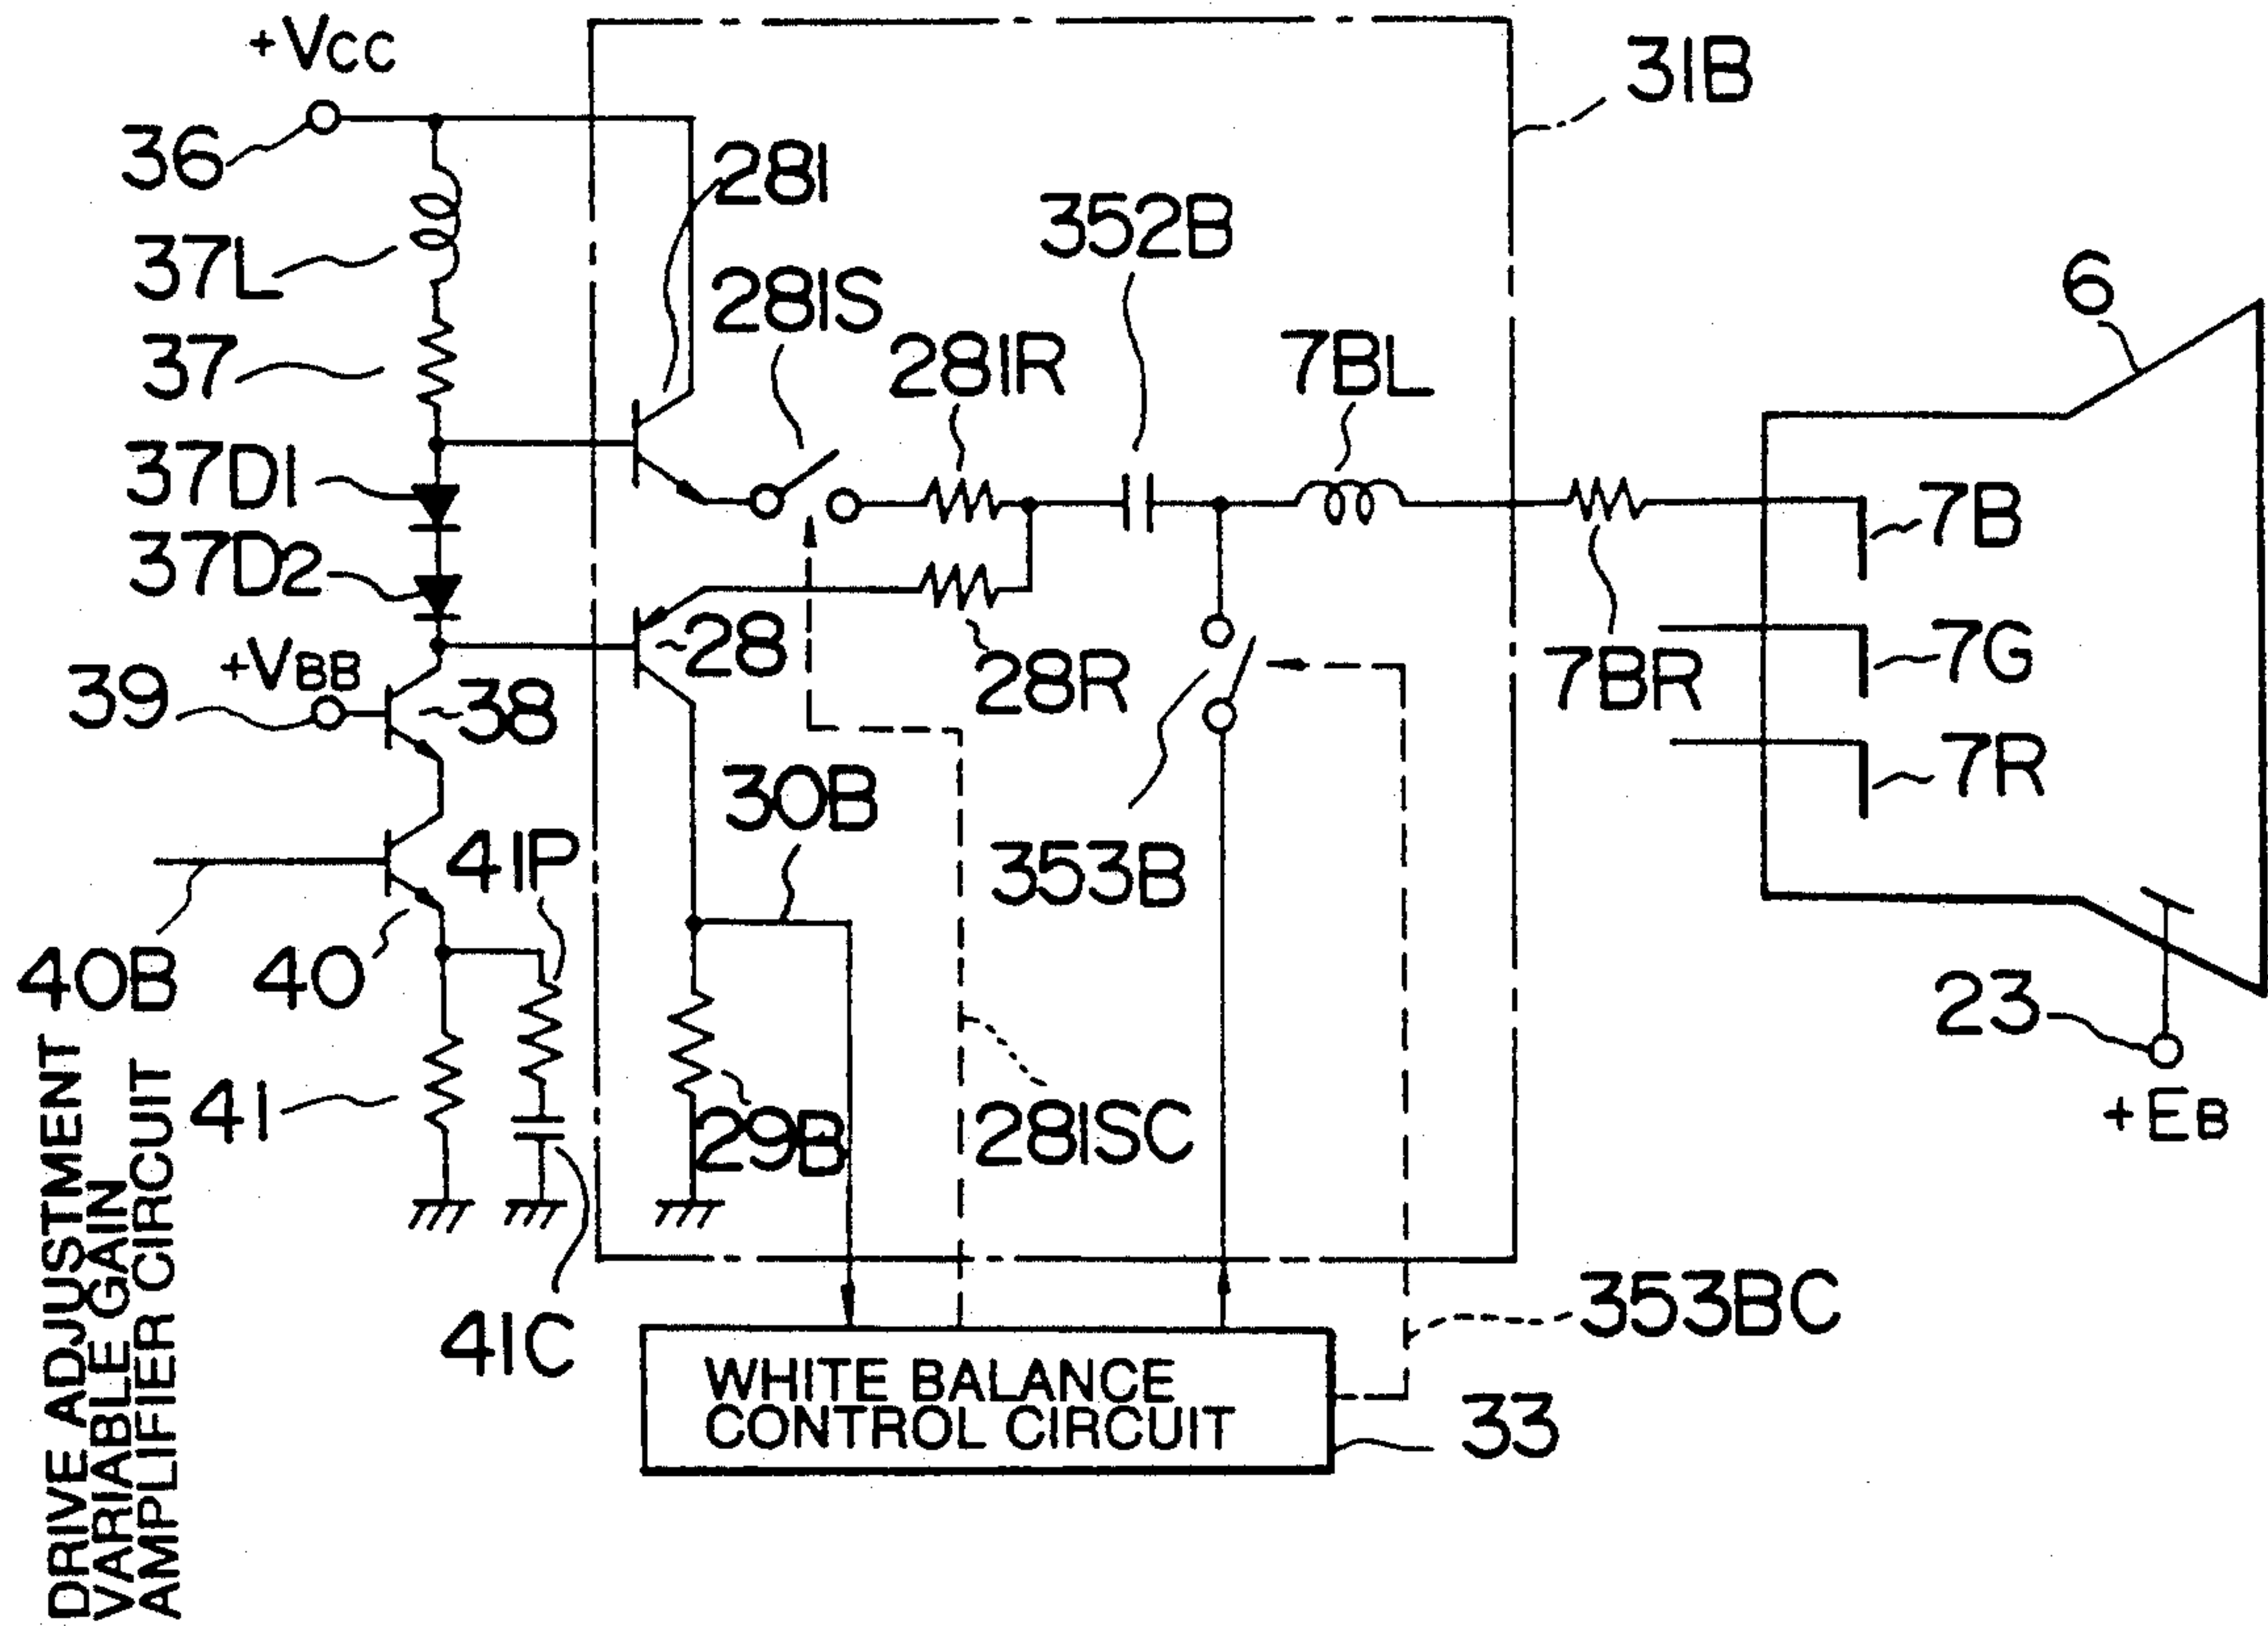 +VCC
31B
36
281
352B
37L
281S
6
37
281R
7BL
37D1
7B
37D2
+VBB
28
28R
7BR
7G
39
38
7R
30B
41P
353B
40B
40
23
41
29B
281SC
+EB
DRIVE ADJUSTMENT
VARIABLE GAIN
AMPLIFIER CIRCUIT
41C
353BC
WHITE BALANCE
CONTROL CIRCUIT
33